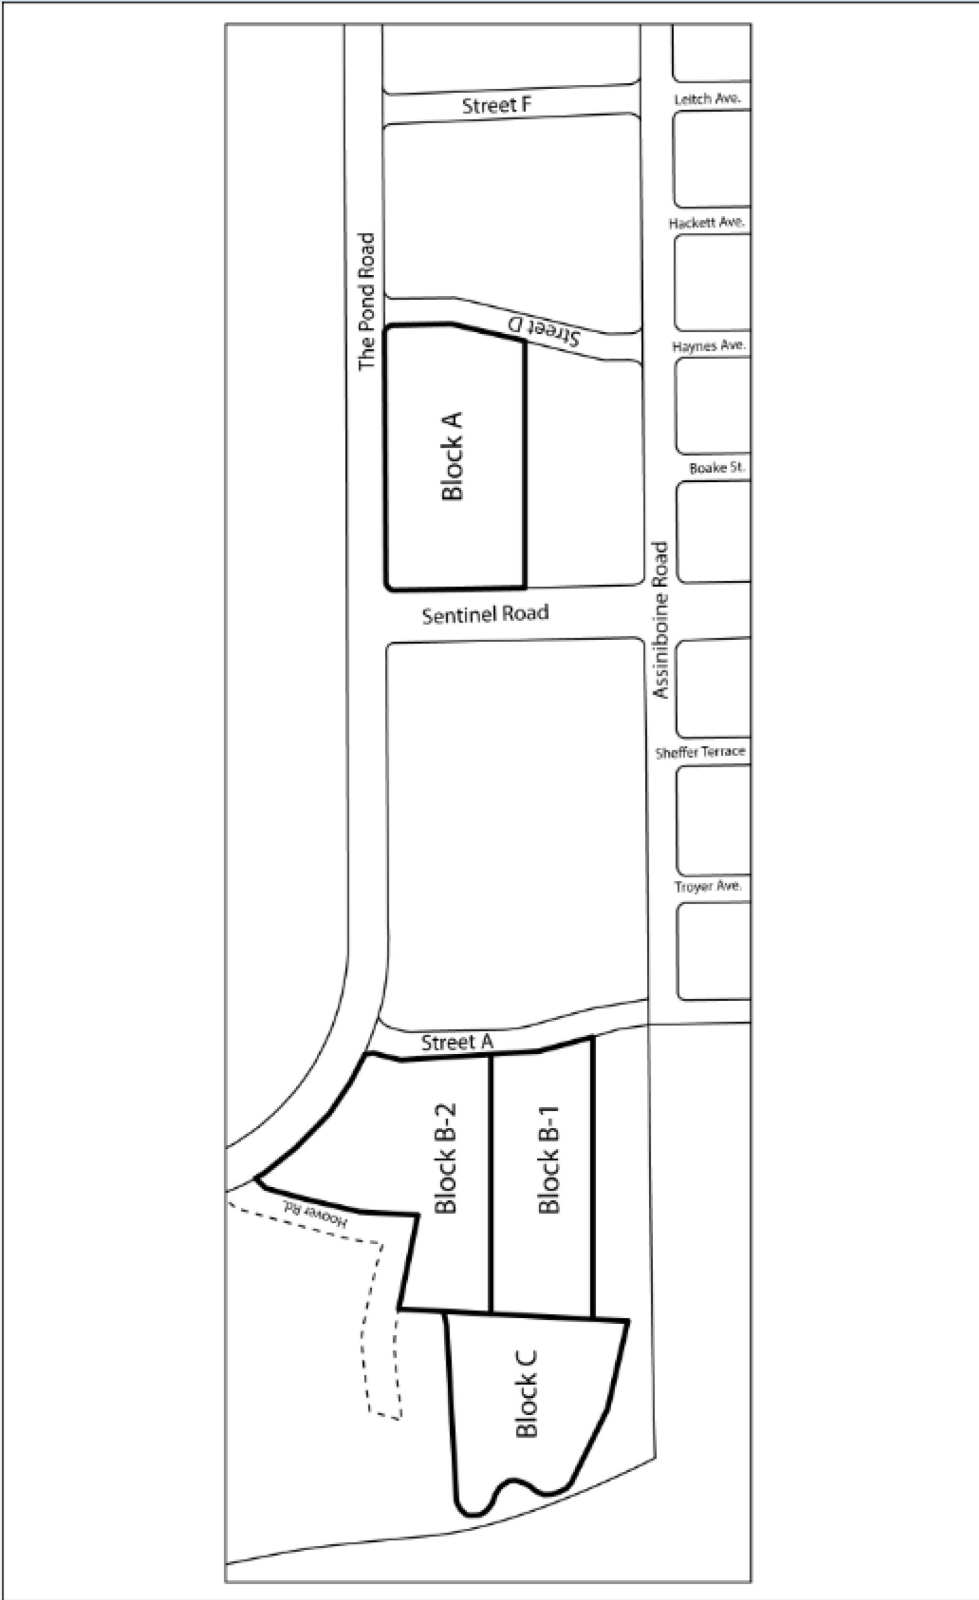 Leitch Ave.
Street F
Hackett Ave.
The Pond Road
Street D
Haynes Ave.
Block A
Boake St.
Assiniboine Road
Sentinel Road
Sheffer Terrace
Troyer Ave.
Street A
Block B-2
Block B-1
Hoover Rd.
Block C